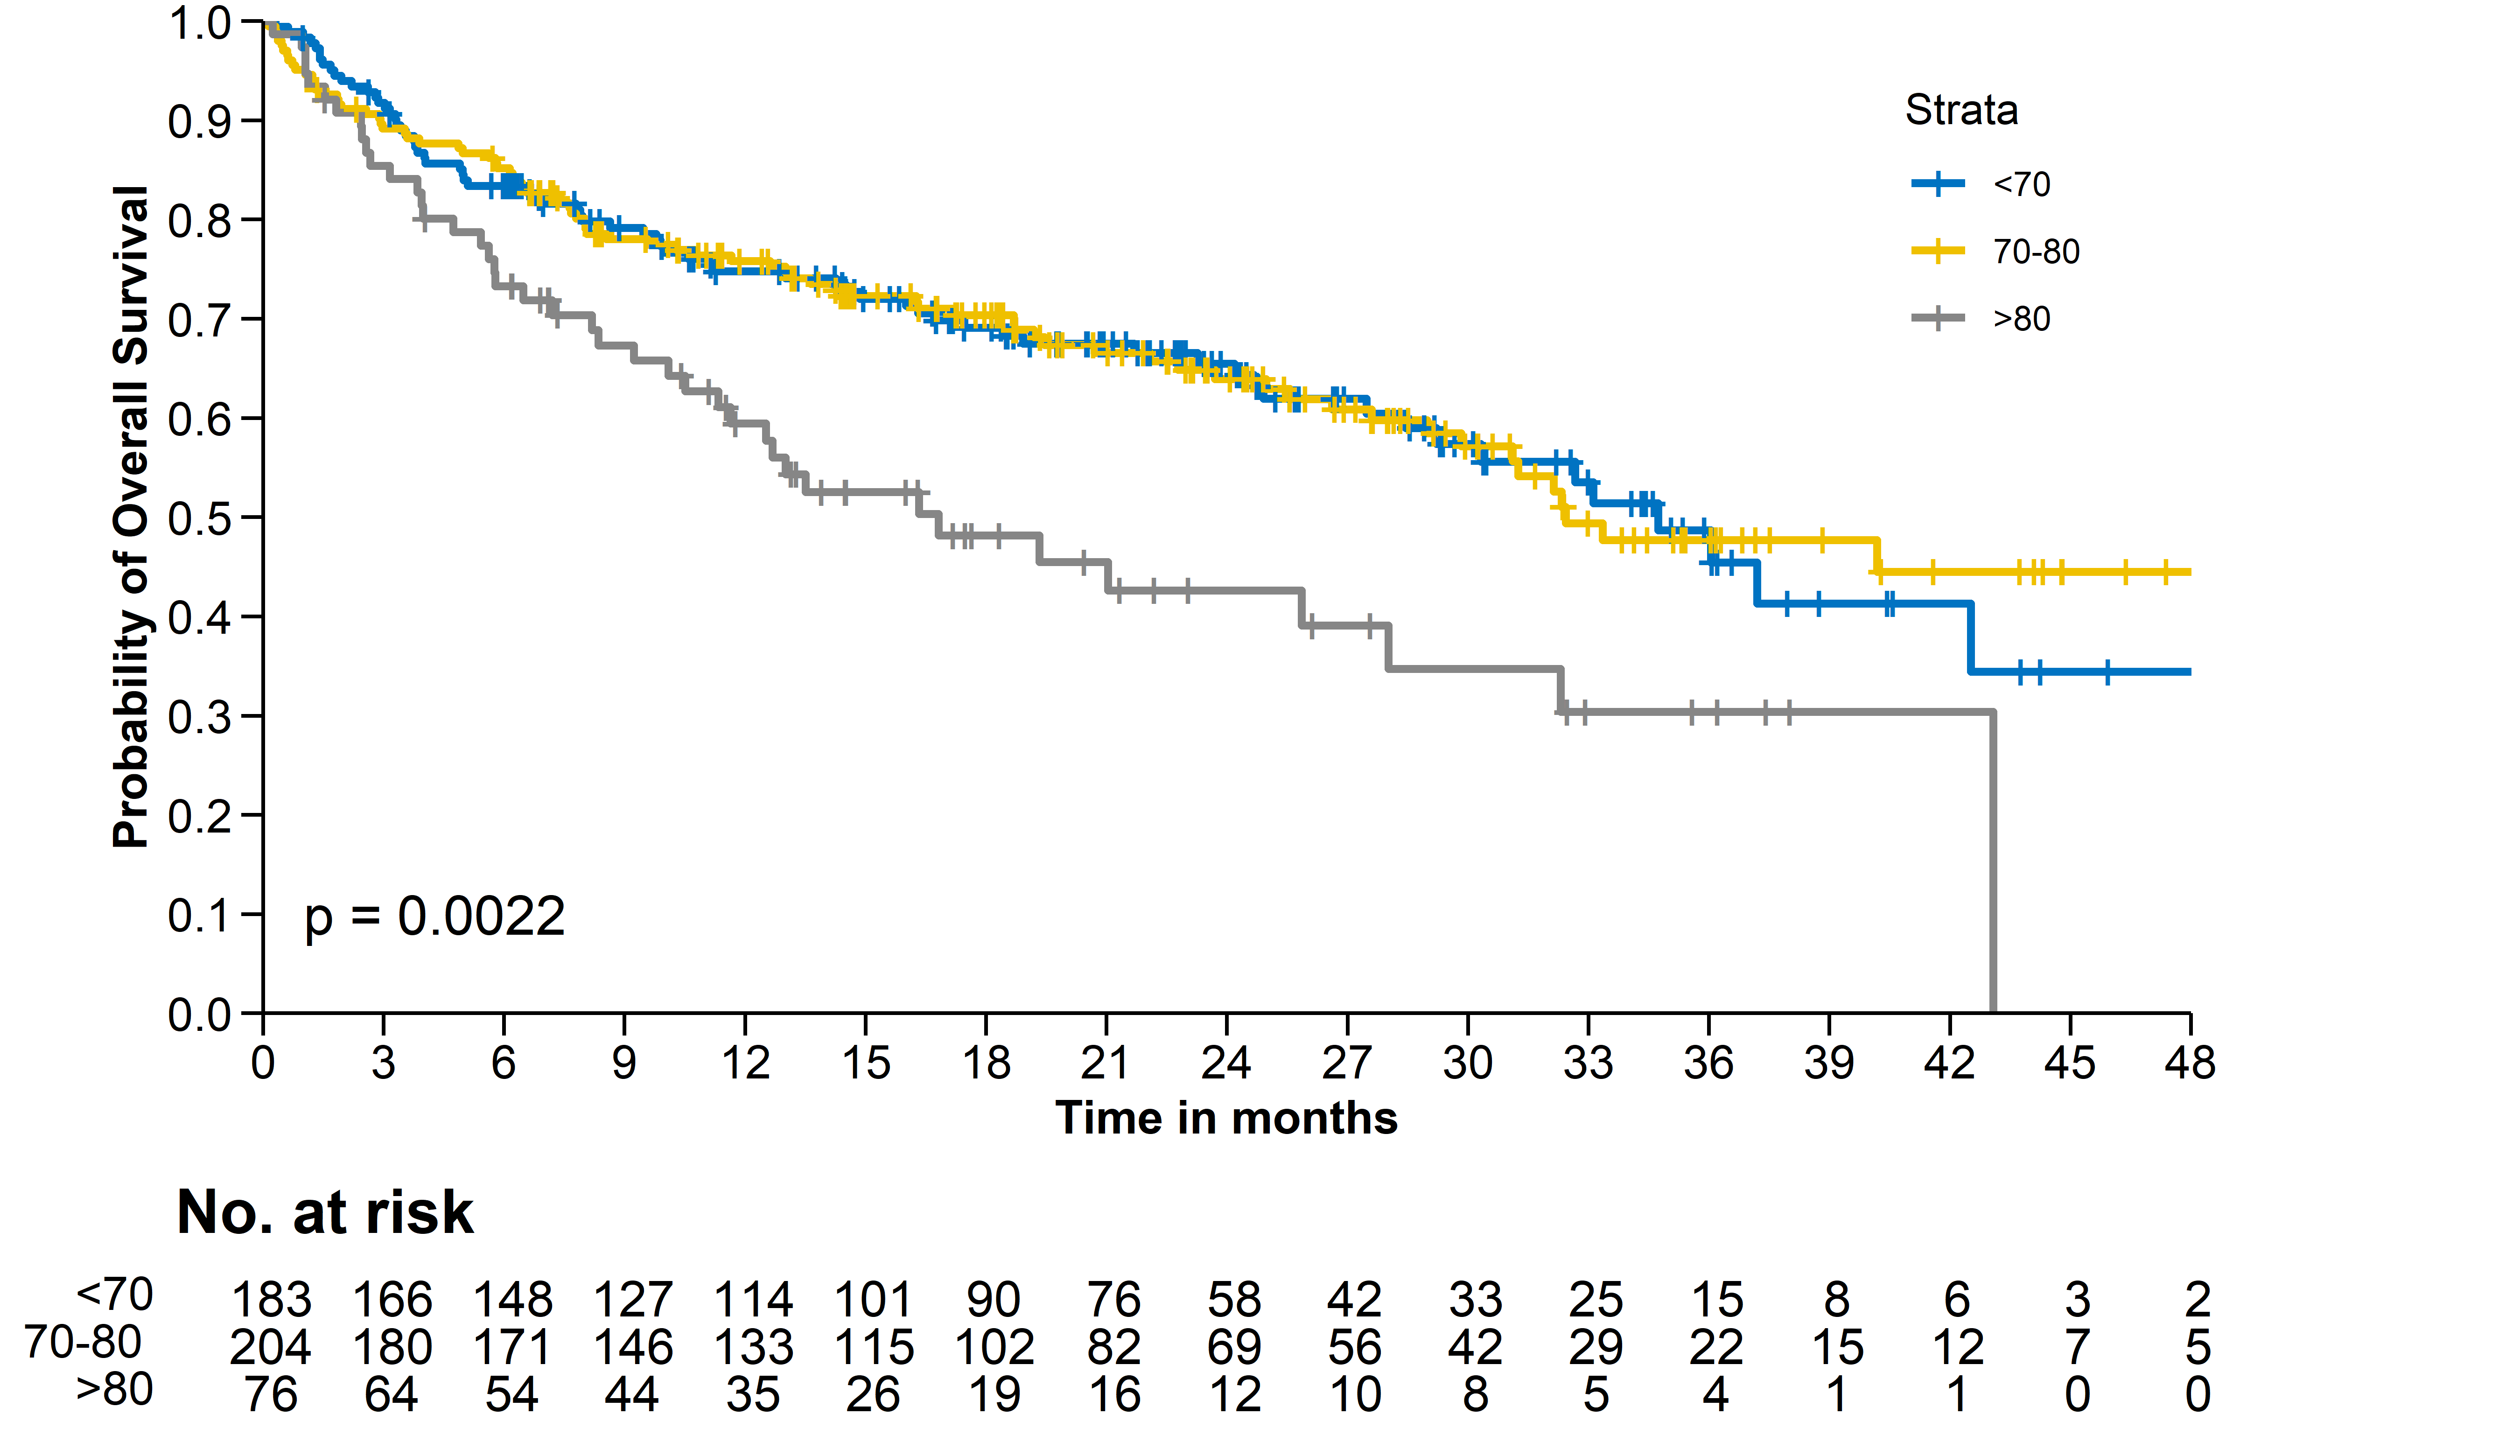 Probability of Overall Survival
1.0
0.9
0.8
0.7
0.6
0.5
0.4
0.3
0.2
0.1
0.0
Strata
<70
70-80
>80
p = 0.0022
0 3 6 9 12 15 18 21 24 27 30 33 36 39 42 45 48
Time in months
No. at risk
<70 183 166 148 127 114 101 90 76 58 42 33 25 15 8 6 3 2
70-80 204 180 171 146 133 115 102 82 69 56 42 29 22 15 12 7 5
>80 76 64 54 44 35 26 19 16 12 10 8 5 4 1 1 0 0